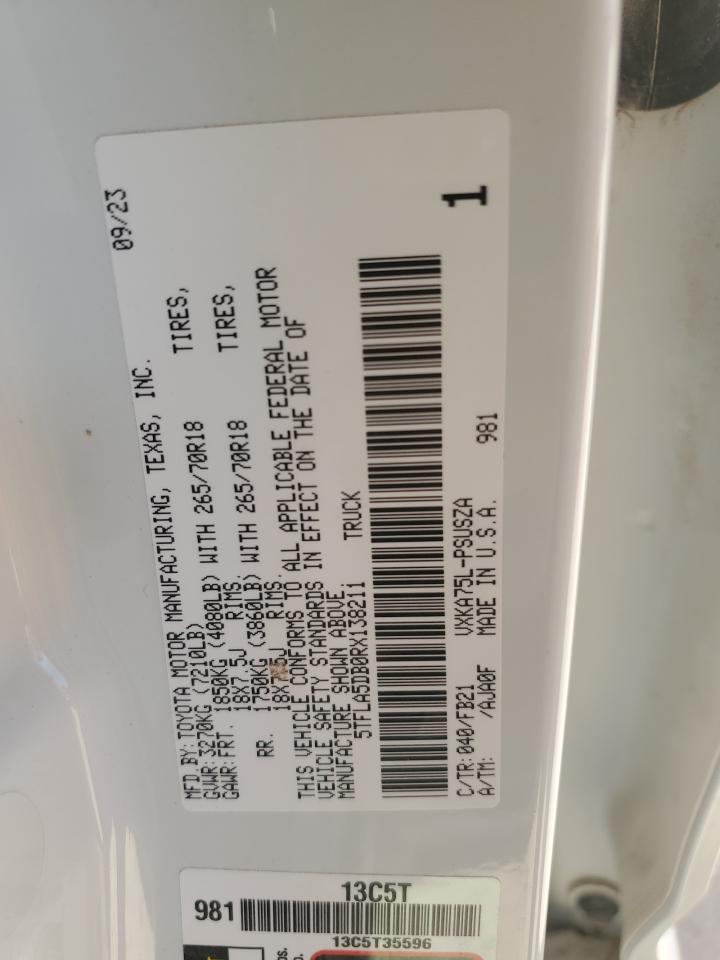 09/23
MFD.BY:TOYOTA MOTOR MANUFACTURING, TEXAS, INC.
GVWR:3270KG (7210LB)
GAWR:FRT. 1850KG (4080LB) WITH 265/70R18 TIRES,
18X7.5J RIMS.
RR. 1750KG (3860LB) WITH 265/70R18 TIRES,
18X7.5J RIMS.
THIS VEHICLE CONFORMS TO ALL APPLICABLE FEDERAL MOTOR
VEHICLE SAFETY STANDARDS IN EFFECT ON THE DATE OF
MANUFACTURE SHOWN ABOVE.
5TFLA5DB0RX138211 TRUCK
1
C/TR:040/FB21 VXKA75L-PSUSZA
A/TM: /AJA0F MADE IN U.S.A. 981
13C5T
981
13C5T35596